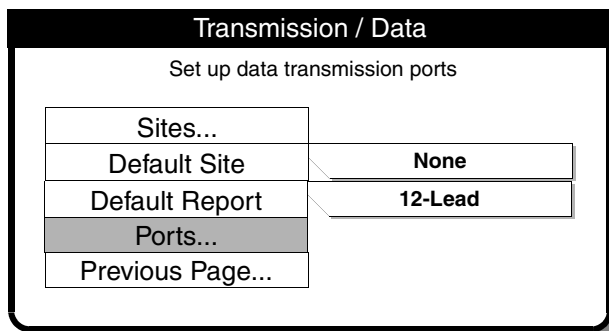 Transmission / Data
Set up data transmission ports
Sites...
Default Site
None
Default Report
12-Lead
Ports...
Previous Page...